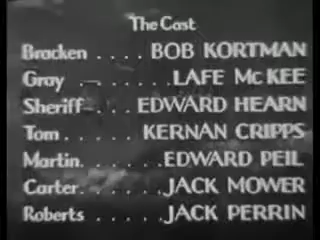 The Cast
Bracken . . . . BOB KORTMAN
Gray . . . . . . LAFE McKEE
Sheriff . . . EDWARD HEARN
Tom . . . . . KERNAN CRIPPS
Martin. . . . . . EDWARD PEIL
Carter. . . . . . JACK MOWER
Roberts . . . . . JACK PERRIN